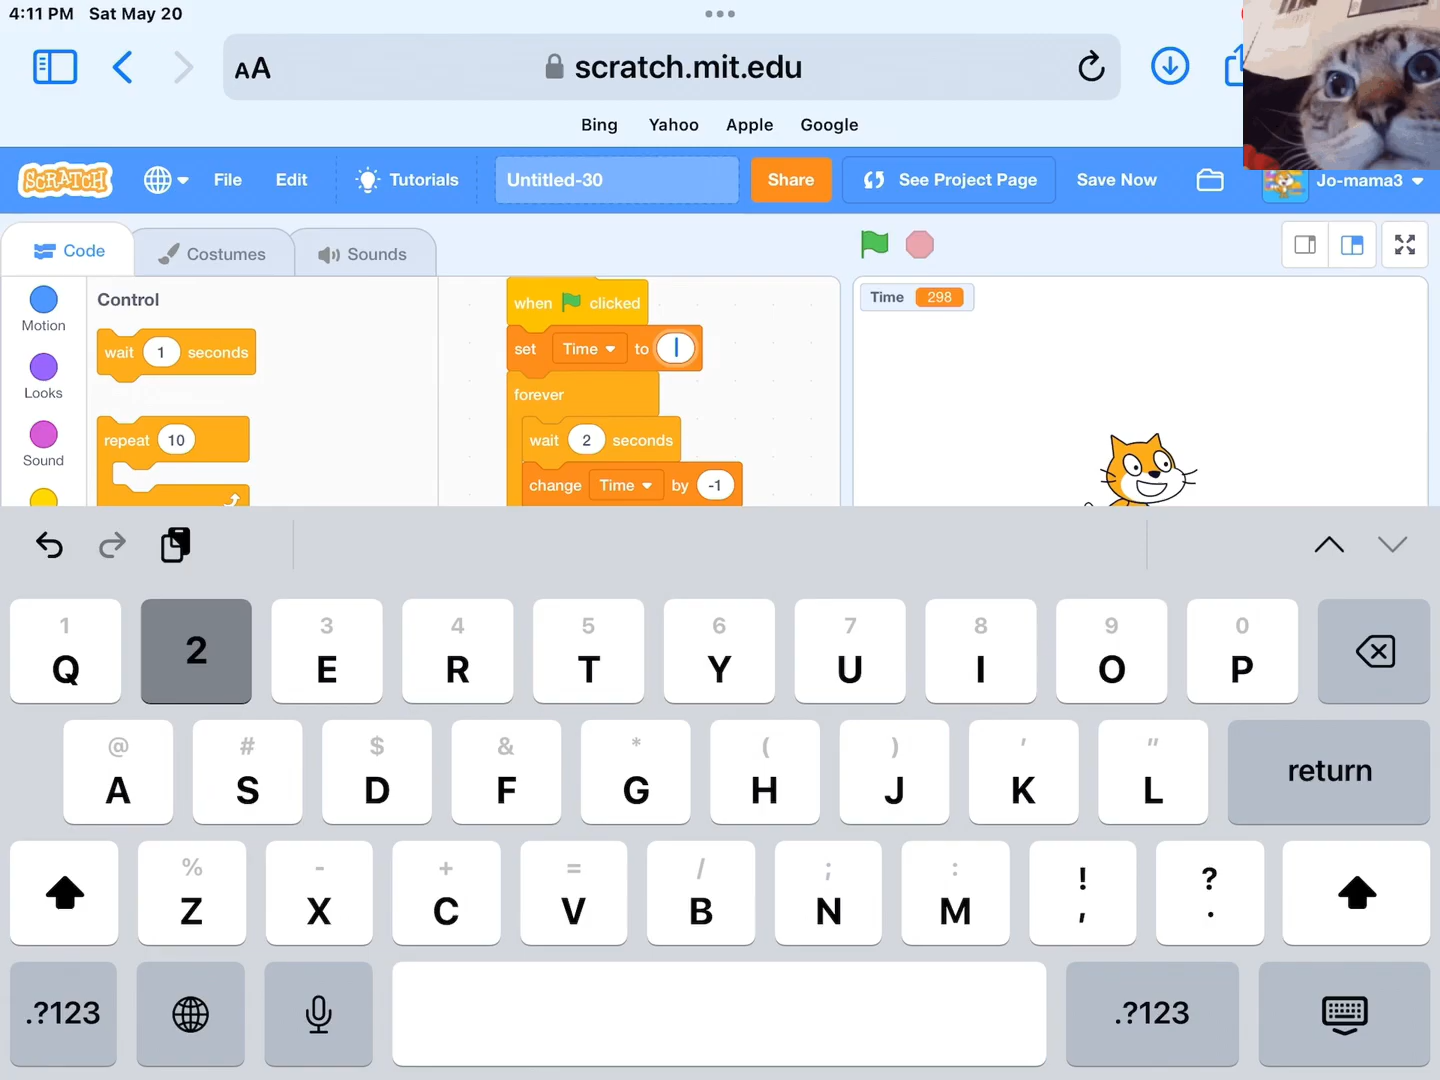 4:11 PM Sat May 20
AA scratch.mit.edu
Bing Yahoo Apple Google
SCRATCH File Edit Tutorials Untitled-30 Share See Project Page Save Now Jo-mama3
Code Costumes Sounds
Motion
Looks
Sound
Control
wait 1 seconds
repeat 10
when clicked
set Time to
forever
wait 2 seconds
change Time by -1
Time 298
1 2 3 4 5 6 7 8 9 0
Q E R T Y U I O P
@ # $ & * ( ) ' "
A S D F G H J K L return
% - + = / ; : ! ?
Z X C V B N M , .
.?123 .?123